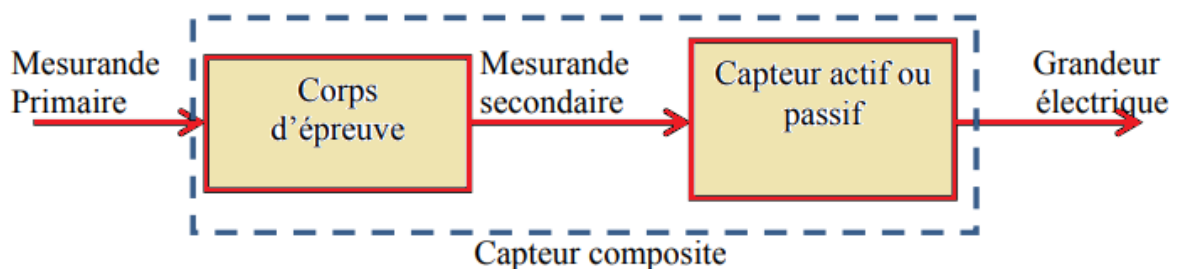 Mesurande
Primaire
Corps
d’épreuve
Mesurande
secondaire
Capteur actif ou
passif
Grandeur
électrique
Capteur composite